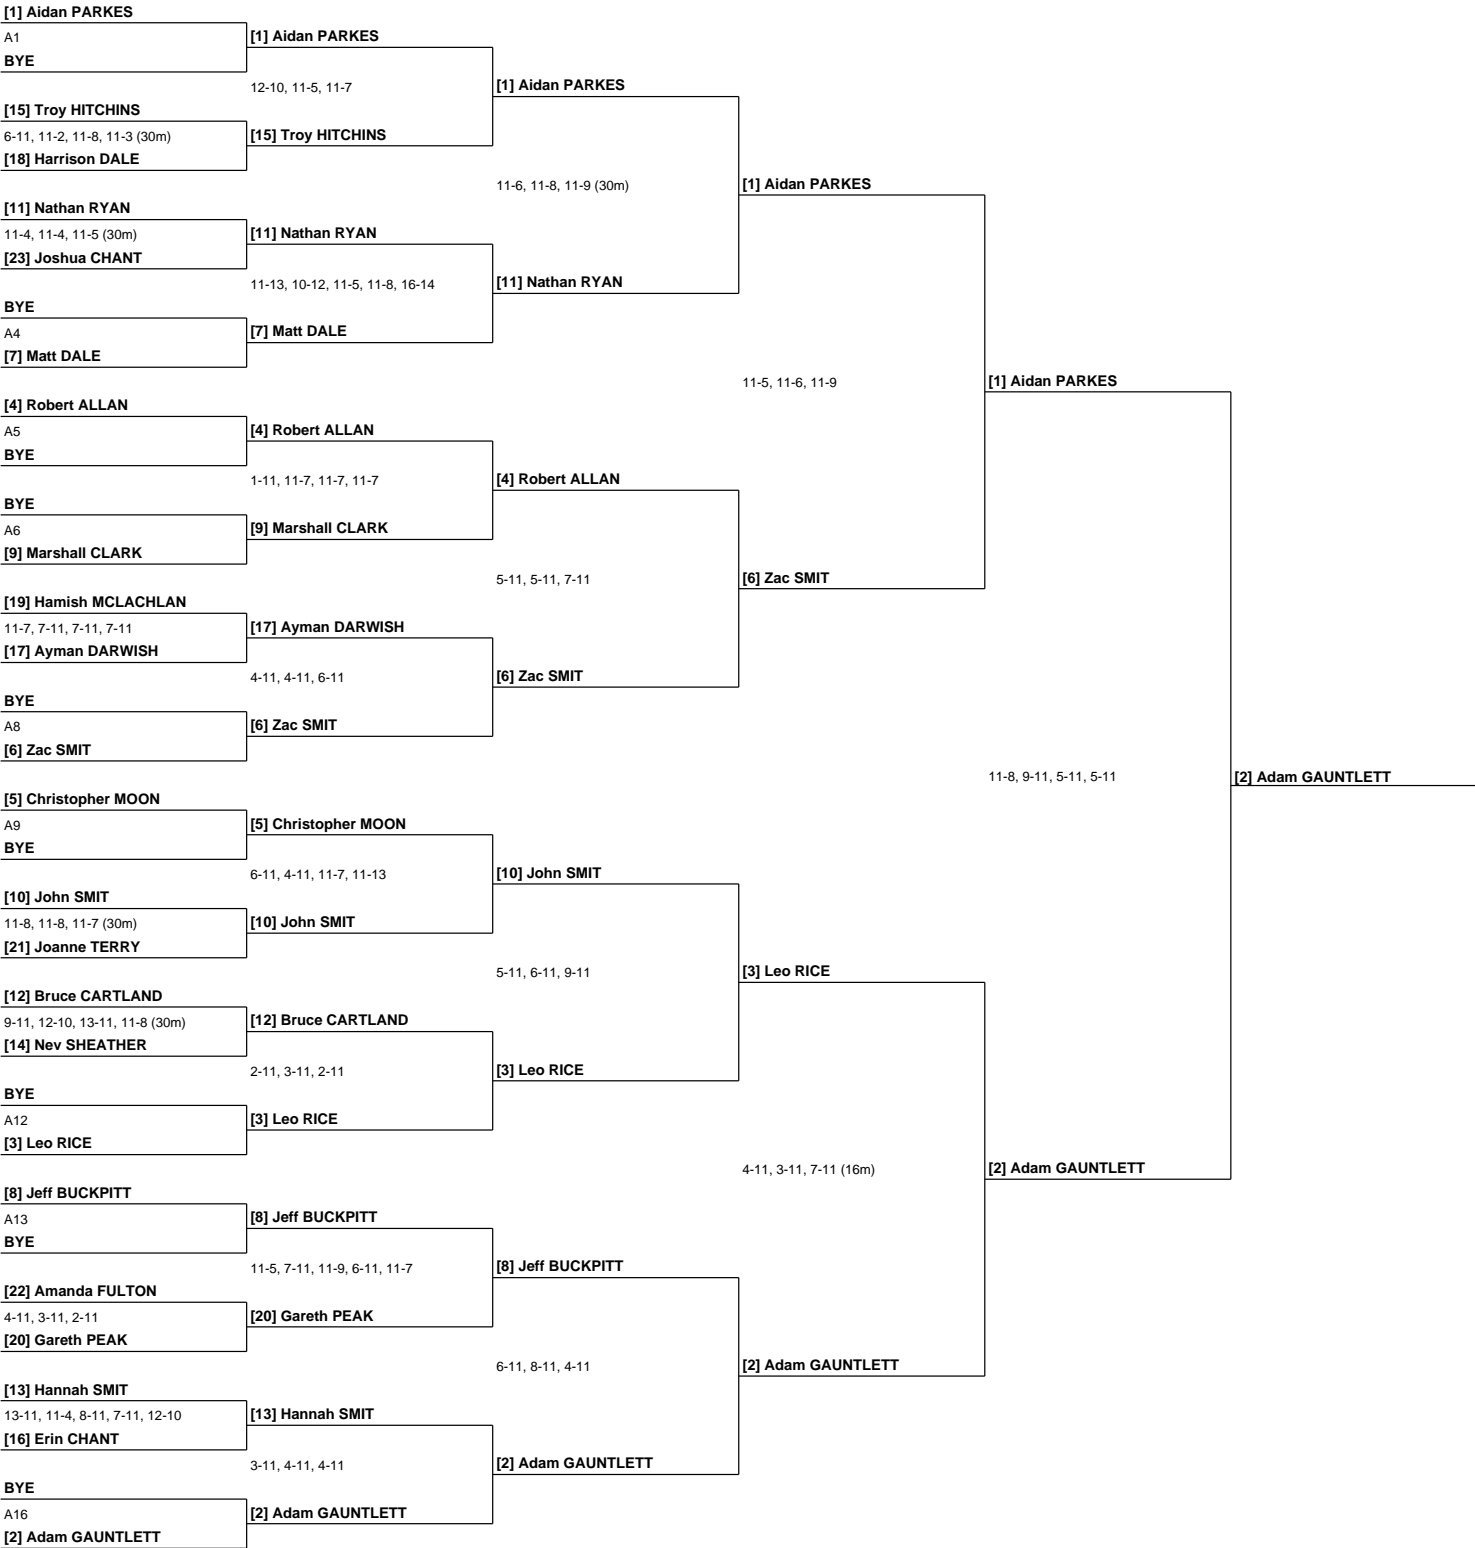 [1] Aidan PARKES
A1
BYE
[15] Troy HITCHINS
6-11, 11-2, 11-8, 11-3 (30m)
[18] Harrison DALE
[11] Nathan RYAN
11-4, 11-4, 11-5 (30m)
[23] Joshua CHANT
BYE
A4
[7] Matt DALE
[4] Robert ALLAN
A5
BYE
BYE
A6
[9] Marshall CLARK
[19] Hamish MCLACHLAN
11-7, 7-11, 7-11, 7-11
[17] Ayman DARWISH
BYE
A8
[6] Zac SMIT
[5] Christopher MOON
A9
BYE
[10] John SMIT
11-8, 11-8, 11-7 (30m)
[21] Joanne TERRY
[12] Bruce CARTLAND
9-11, 12-10, 13-11, 11-8 (30m)
[14] Nev SHEATHER
BYE
A12
[3] Leo RICE
[8] Jeff BUCKPITT
A13
BYE
[22] Amanda FULTON
4-11, 3-11, 2-11
[20] Gareth PEAK
[13] Hannah SMIT
13-11, 11-4, 8-11, 7-11, 12-10
[16] Erin CHANT
BYE
A16
[2] Adam GAUNTLETT
[1] Aidan PARKES
12-10, 11-5, 11-7
[15] Troy HITCHINS
[11] Nathan RYAN
11-13, 10-12, 11-5, 11-8, 16-14
[7] Matt DALE
[4] Robert ALLAN
1-11, 11-7, 11-7, 11-7
[9] Marshall CLARK
[17] Ayman DARWISH
4-11, 4-11, 6-11
[6] Zac SMIT
[5] Christopher MOON
6-11, 4-11, 11-7, 11-13
[10] John SMIT
[12] Bruce CARTLAND
2-11, 3-11, 2-11
[3] Leo RICE
[8] Jeff BUCKPITT
11-5, 7-11, 11-9, 6-11, 11-7
[20] Gareth PEAK
[13] Hannah SMIT
3-11, 4-11, 4-11
[2] Adam GAUNTLETT
[1] Aidan PARKES
11-6, 11-8, 11-9 (30m)
[11] Nathan RYAN
[4] Robert ALLAN
5-11, 5-11, 7-11
[6] Zac SMIT
[10] John SMIT
5-11, 6-11, 9-11
[3] Leo RICE
[8] Jeff BUCKPITT
6-11, 8-11, 4-11
[2] Adam GAUNTLETT
[1] Aidan PARKES
11-5, 11-6, 11-9
[6] Zac SMIT
[3] Leo RICE
4-11, 3-11, 7-11 (16m)
[2] Adam GAUNTLETT
[1] Aidan PARKES
11-8, 9-11, 5-11, 5-11
[2] Adam GAUNTLETT
[2] Adam GAUNTLETT